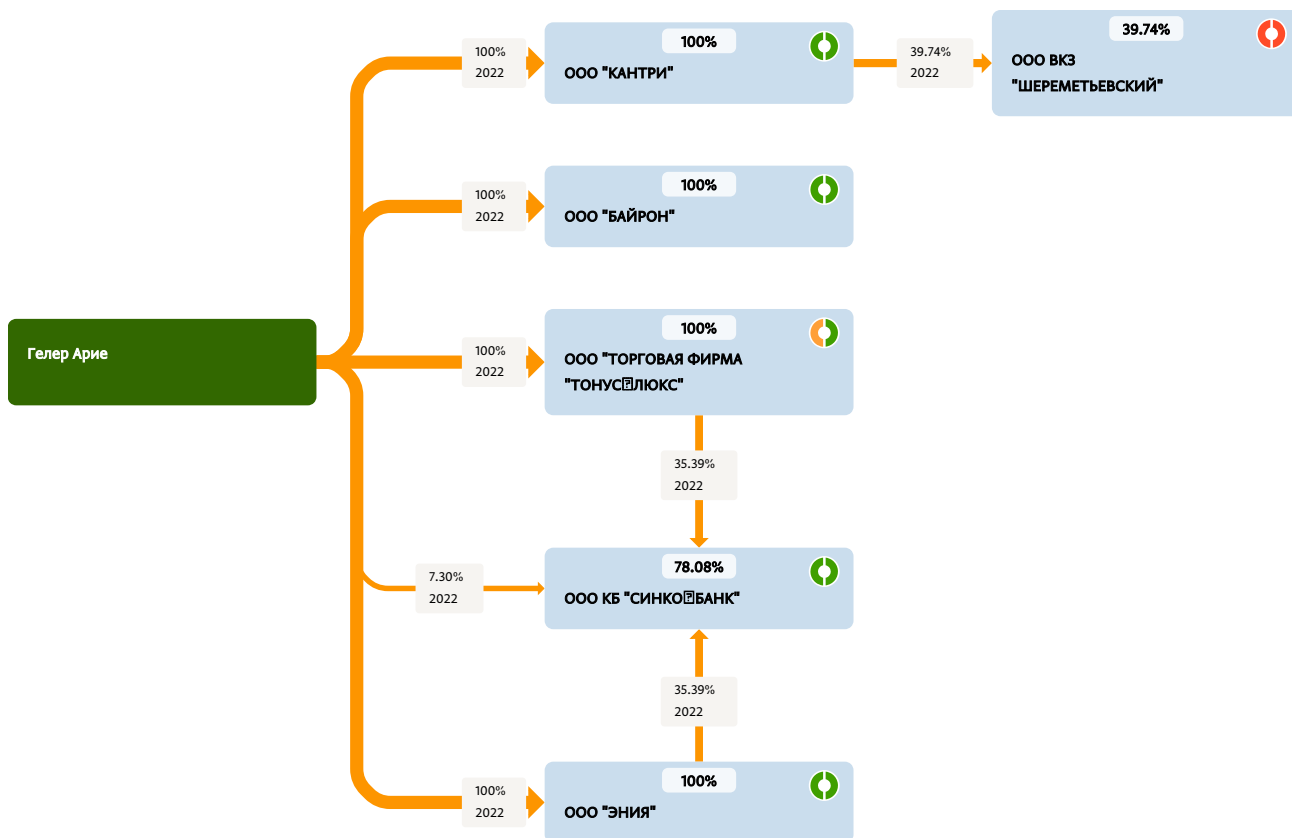 100%
2022
100%
ООО "КАНТРИ"
39.74%
2022
39.74%
ООО ВКЗ
"ШЕРЕМЕТЬЕВСКИЙ"
100%
2022
100%
ООО "БАЙРОН"
Гелер Арие
100%
2022
100%
ООО "ТОРГОВАЯ ФИРМА
"ТОНУС⍰ЛЮКС"
35.39%
2022
7.30%
2022
78.08%
ООО КБ "СИНКО⍰БАНК"
35.39%
2022
100%
2022
100%
ООО "ЭНИЯ"